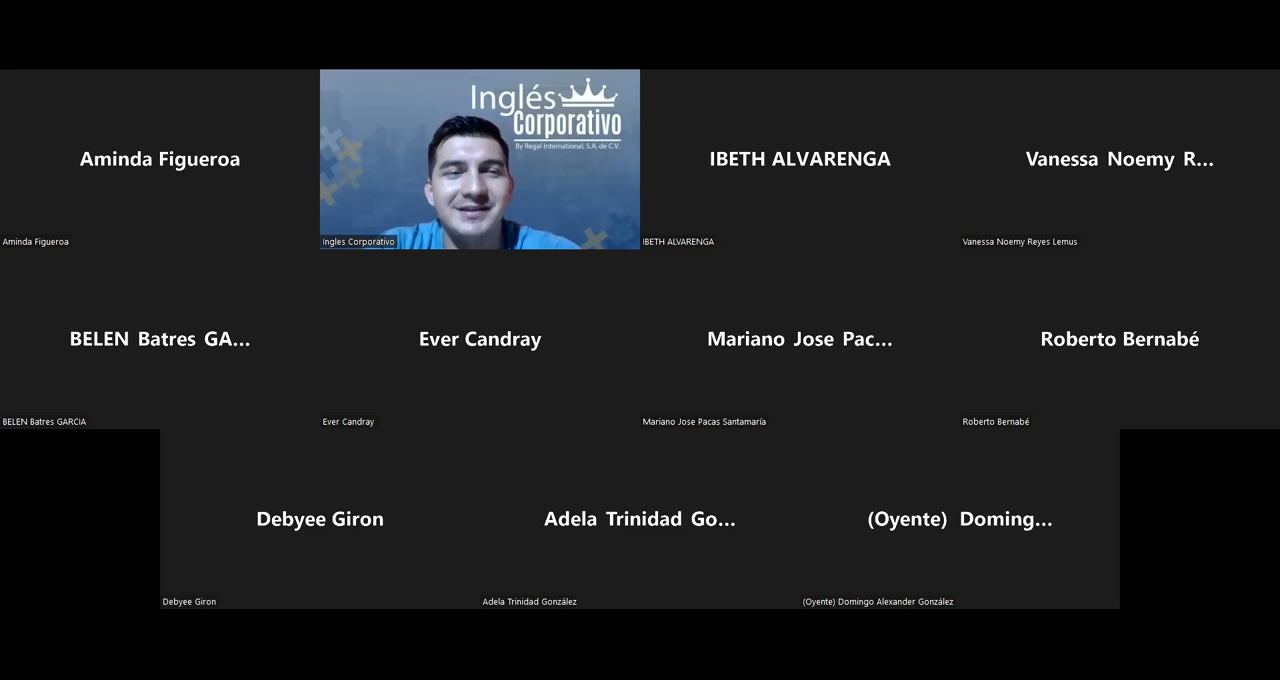 Aminda Figueroa
Aminda Figueroa
Inglés
Corporativo
By Regal International, S.A. de C.V.
Ingles Corporativo
IBETH ALVARENGA
IBETH ALVARENGA
Vanessa Noemy R...
Vanessa Noemy Reyes Lemus
BELEN Batres GA...
BELEN Batres GARCIA
Ever Candray
Ever Candray
Mariano Jose Pac...
Mariano Jose Pacas Santamaría
Roberto Bernabé
Roberto Bernabé
Debyee Giron
Debyee Giron
Adela Trinidad Go...
Adela Trinidad González
(Oyente) Doming...
(Oyente) Domingo Alexander González